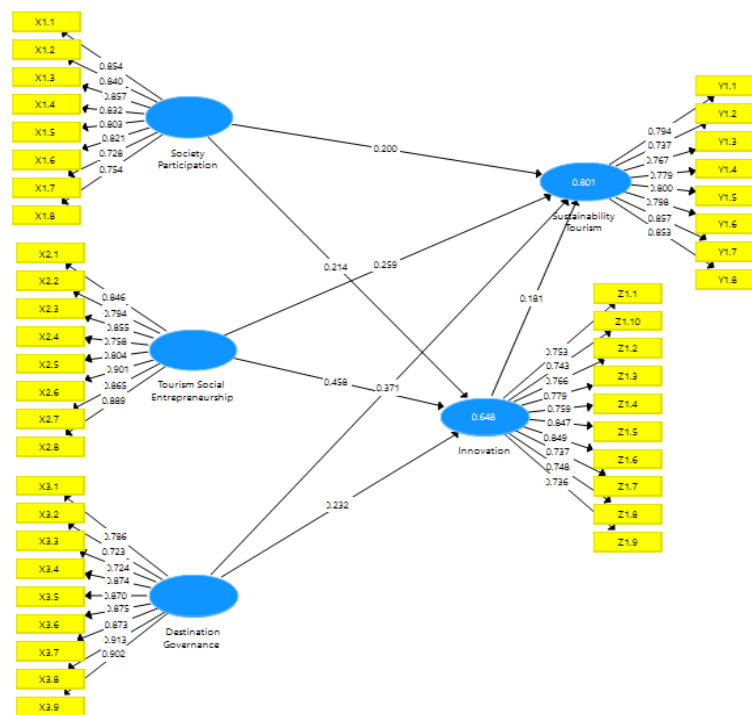 X1.1
X1.2
X1.3
X1.4
X1.5
X1.6
X1.7
X1.8
0.854
0.840
0.857
0.832
0.803
0.821
0.728
0.754
Society
Participation
X2.1
X2.2
X2.3
X2.4
X2.5
X2.6
X2.7
X2.8
0.846
0.794
0.855
0.758
0.804
0.901
0.865
0.889
Tourism Social
Entrepreneurship
X3.1
X3.2
X3.3
X3.4
X3.5
X3.6
X3.7
X3.8
X3.9
0.786
0.723
0.724
0.874
0.870
0.875
0.873
0.913
0.902
Destination
Governance
0.200
0.214
0.259
0.458
0.371
0.232
0.181
0.801
Sustainability
Tourism
0.794
0.737
0.767
0.779
0.800
0.798
0.857
0.853
Y1.1
Y1.2
Y1.3
Y1.4
Y1.5
Y1.6
Y1.7
Y1.8
0.648
Innovation
0.753
0.743
0.766
0.779
0.759
0.847
0.849
0.737
0.748
0.736
Z1.1
Z1.10
Z1.2
Z1.3
Z1.4
Z1.5
Z1.6
Z1.7
Z1.8
Z1.9